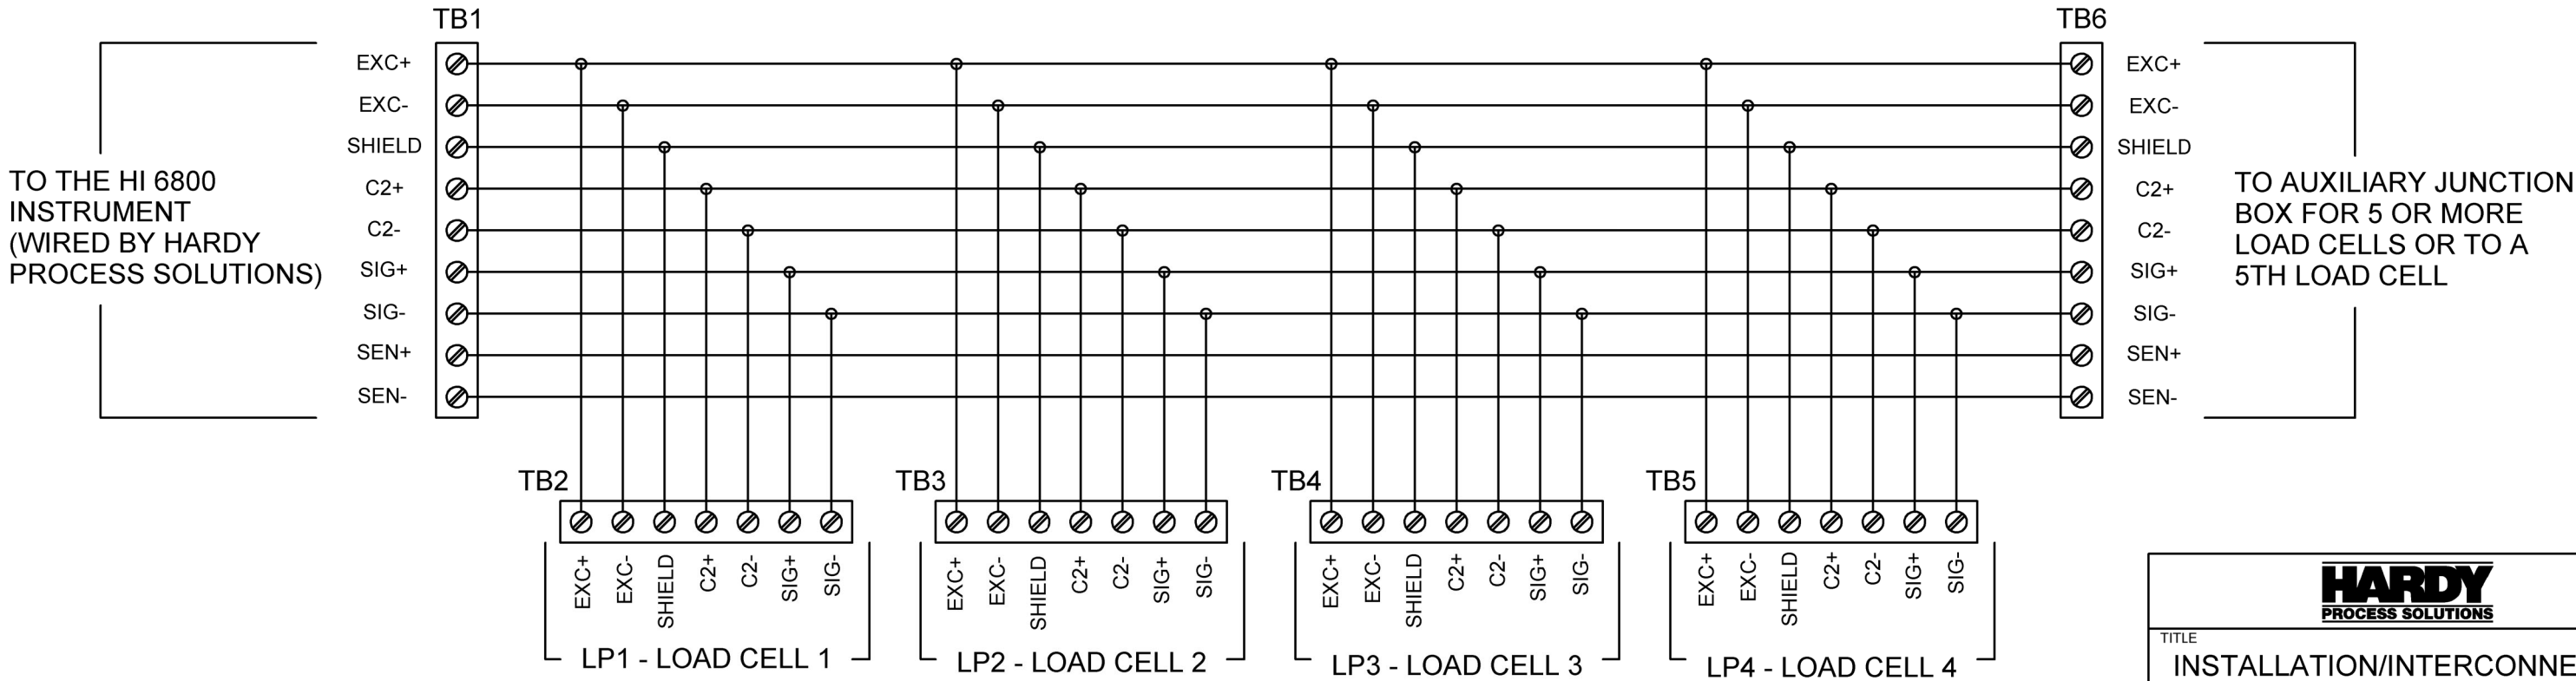 TB1
EXC+
EXC-
SHIELD
C2+
C2-
SIG+
SIG-
SEN+
SEN-
TO THE HI 6800
INSTRUMENT
(WIRED BY HARDY
PROCESS SOLUTIONS)
TB6
EXC+
EXC-
SHIELD
C2+
C2-
SIG+
SIG-
SEN+
SEN-
TO AUXILIARY JUNCTION
BOX FOR 5 OR MORE
LOAD CELLS OR TO A
5TH LOAD CELL
TB2
EXC+
EXC-
SHIELD
C2+
C2-
SIG+
SIG-
LP1 - LOAD CELL 1
TB3
EXC+
EXC-
SHIELD
C2+
C2-
SIG+
SIG-
LP2 - LOAD CELL 2
TB4
EXC+
EXC-
SHIELD
C2+
C2-
SIG+
SIG-
LP3 - LOAD CELL 3
TB5
EXC+
EXC-
SHIELD
C2+
C2-
SIG+
SIG-
LP4 - LOAD CELL 4
HARDY
PROCESS SOLUTIONS
TITLE
INSTALLATION/INTERCONNE